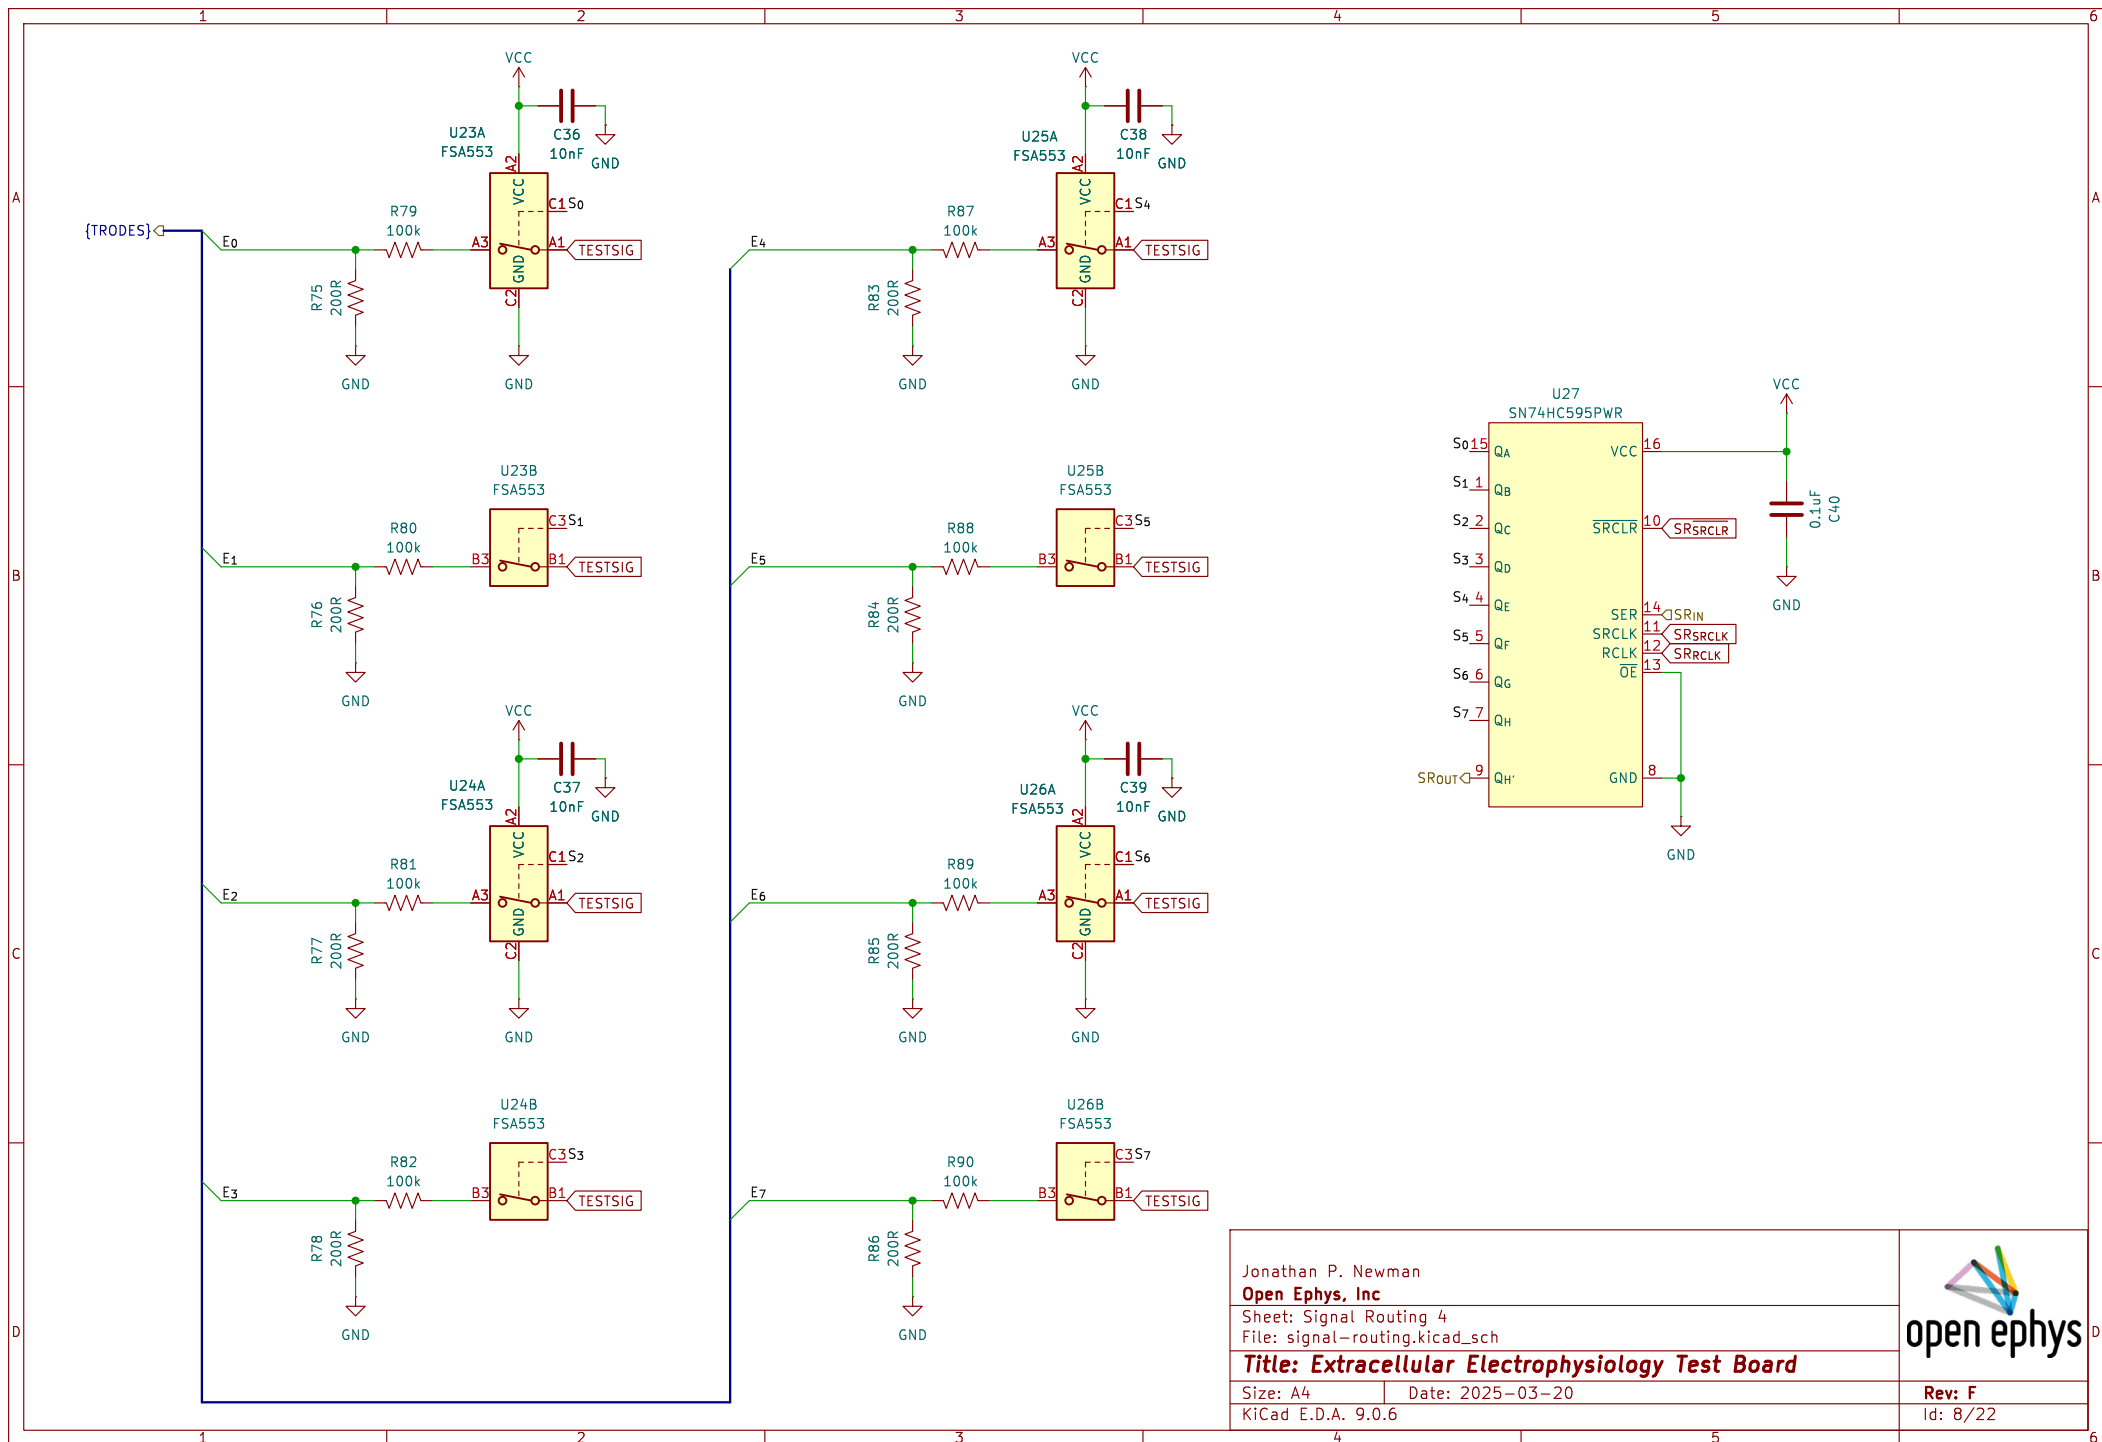 1 2 3 4 5 6
A
B
C
D
A
B
C
D
{TRODES}
VCC
U23A
FSA553
C36
10nF
GND
A2
VCC
C1 S0
R79
100k
E0
A3
A1
TESTSIG
GND
C2
R75
200R
GND
GND
U23B
FSA553
C3 S1
R80
100k
E1
B3
B1
TESTSIG
R76
200R
GND
VCC
U24A
FSA553
C37
10nF
GND
A2
VCC
C1 S2
R81
100k
E2
A3
A1
TESTSIG
GND
C2
R77
200R
GND
GND
U24B
FSA553
C3 S3
R82
100k
E3
B3
B1
TESTSIG
R78
200R
GND
VCC
U25A
FSA553
C38
10nF
GND
A2
VCC
C1 S4
R87
100k
E4
A3
A1
TESTSIG
GND
C2
R83
200R
GND
GND
U25B
FSA553
C3 S5
R88
100k
E5
B3
B1
TESTSIG
R84
200R
GND
VCC
U26A
FSA553
C39
10nF
GND
A2
VCC
C1 S6
R89
100k
E6
A3
A1
TESTSIG
GND
C2
R85
200R
GND
GND
U26B
FSA553
C3 S7
R90
100k
E7
B3
B1
TESTSIG
R86
200R
GND
U27
SN74HC595PWR
S0 15 QA
S1 1 QB
S2 2 QC
S3 3 QD
S4 4 QE
S5 5 QF
S6 6 QG
S7 7 QH
SROUT 9 QH'
VCC 16
SRCLR 10 SRSRCLR
SER 14 SRIN
SRCLK 11 SRSRCLK
RCLK 12 SRRCLK
OE 13
GND 8
GND
VCC
0.1uF
C40
GND
Jonathan P. Newman
Open Ephys, Inc
Sheet: Signal Routing 4
File: signal-routing.kicad_sch
Title: Extracellular Electrophysiology Test Board
Size: A4 Date: 2025-03-20
KiCad E.D.A. 9.0.6
open ephys
Rev: F
Id: 8/22
1 2 3 4 5 6